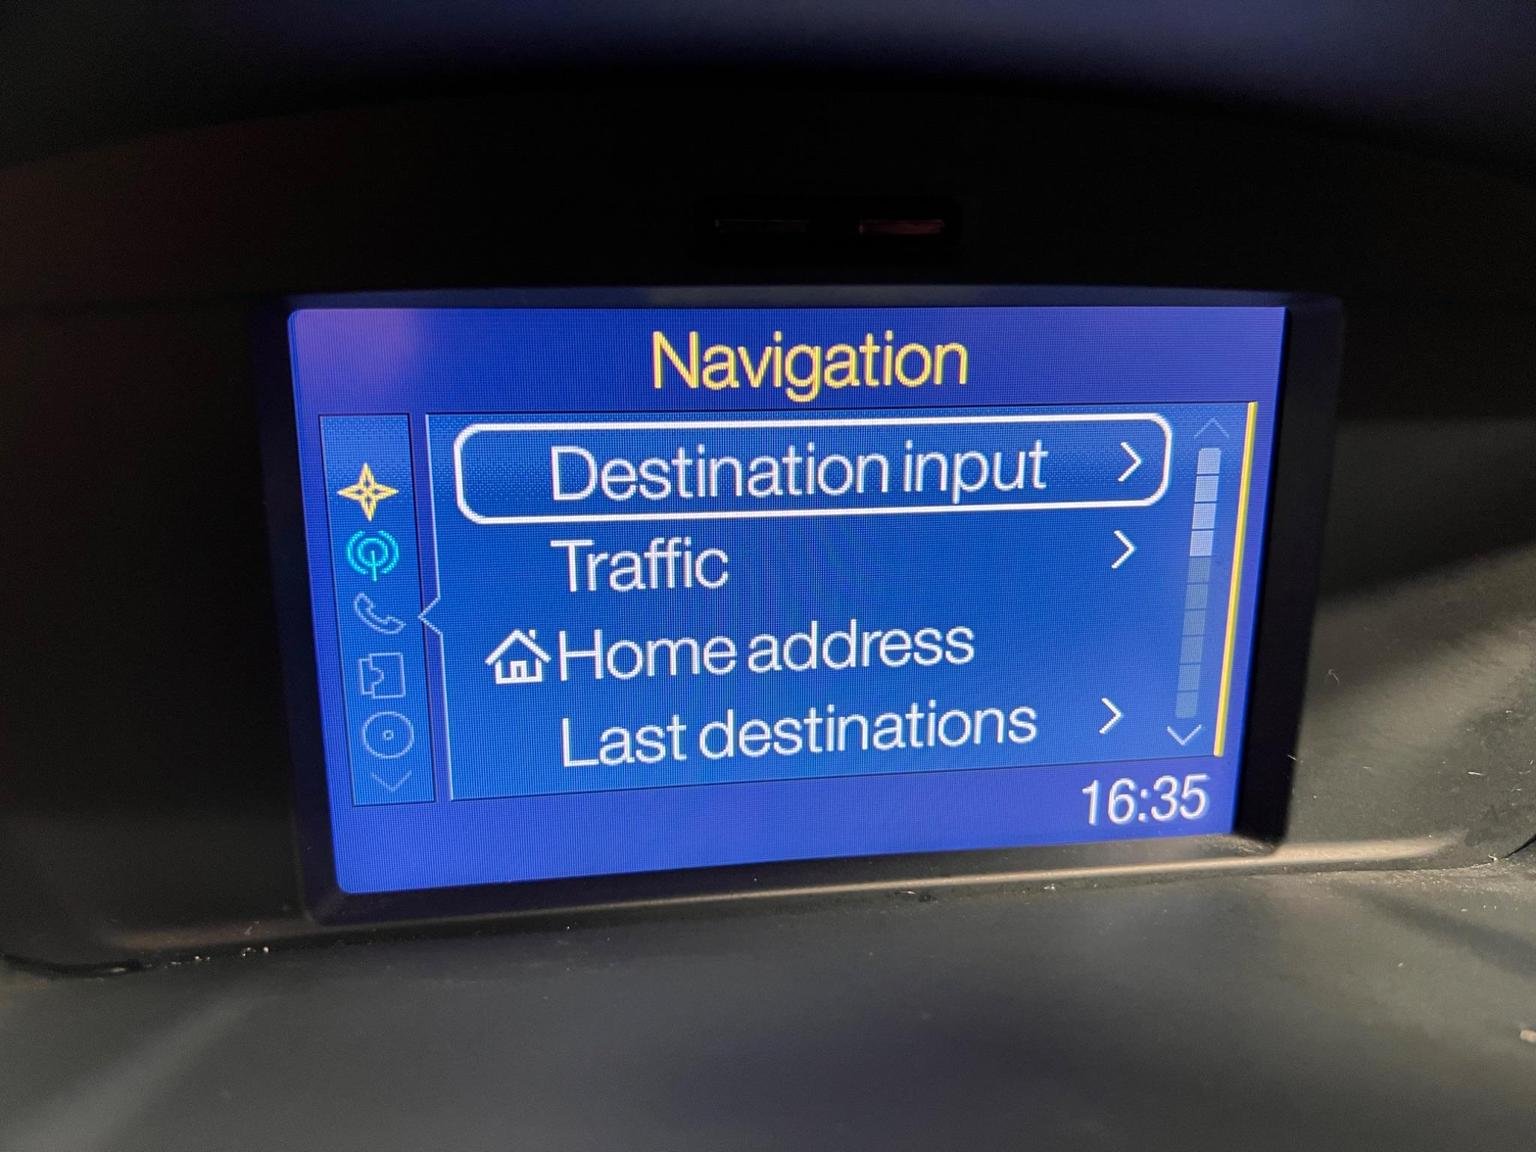 Navigation
Destination input
Traffic
Home address
Last destinations
16:35